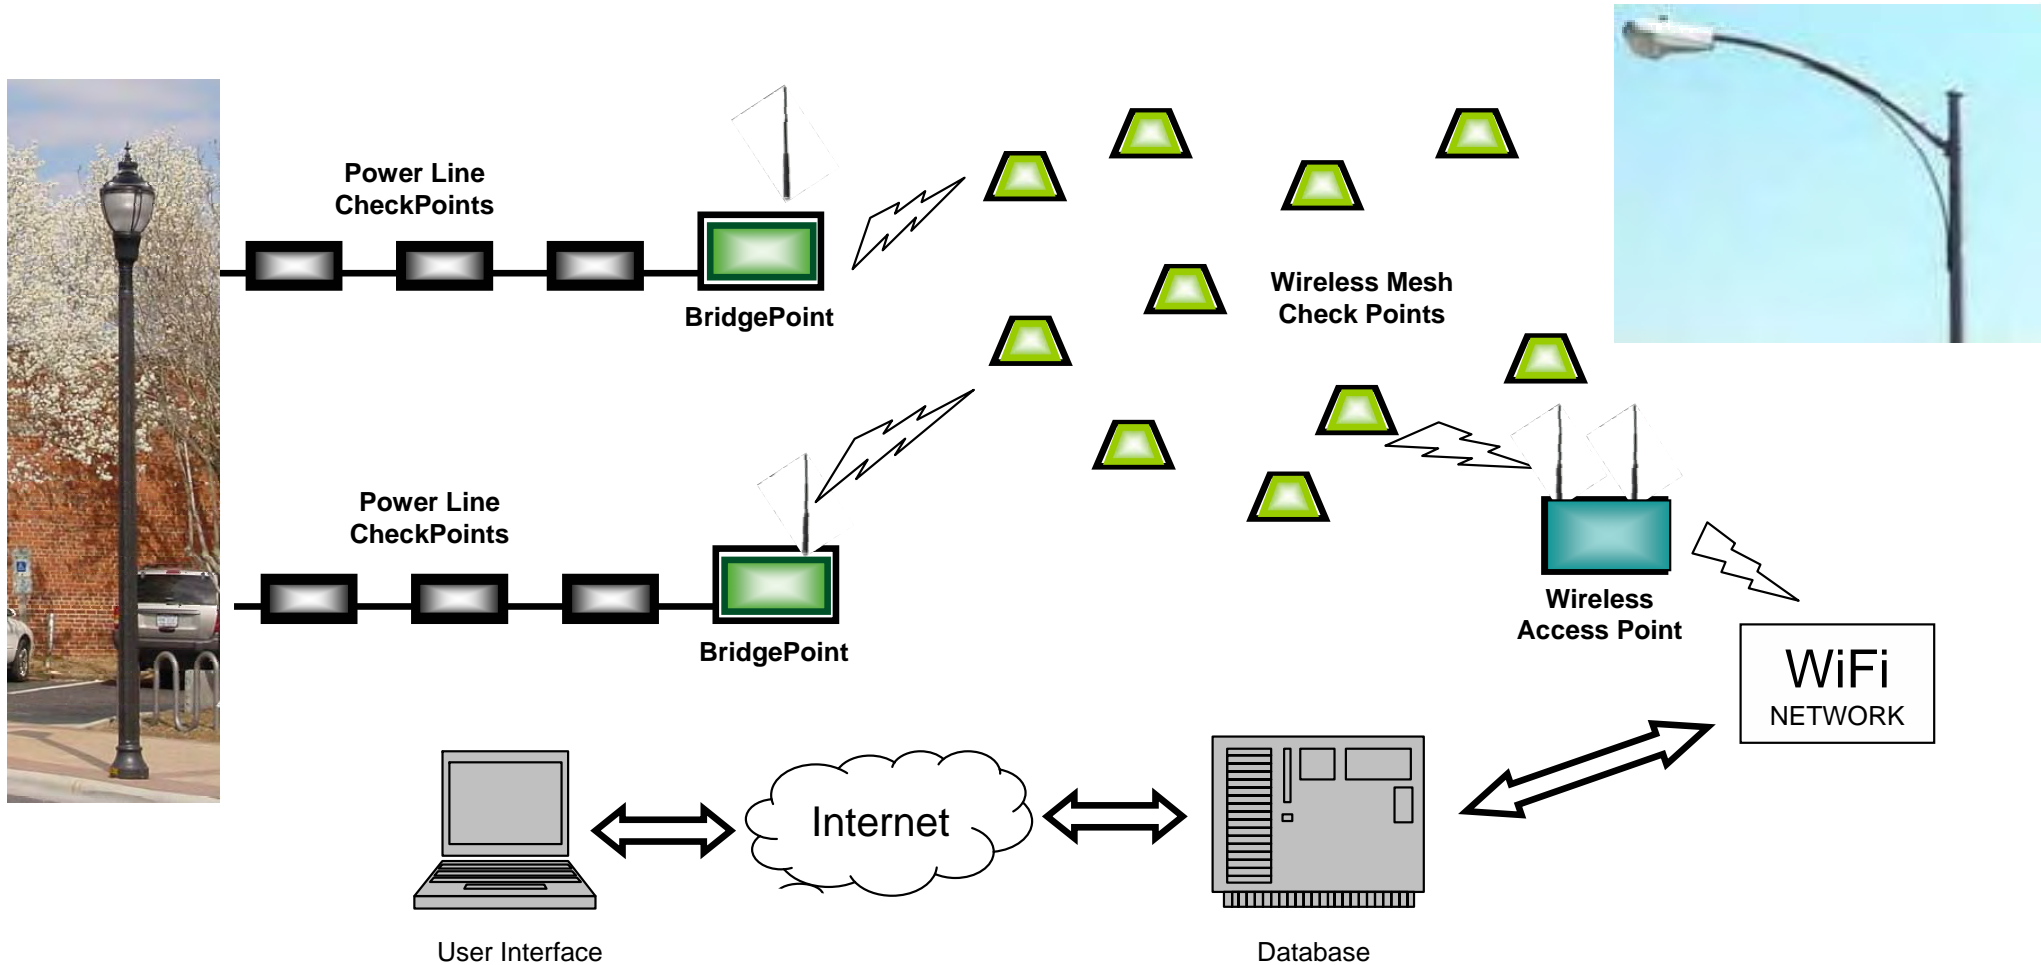 Power Line
CheckPoints
BridgePoint
Wireless Mesh
Check Points
Power Line
CheckPoints
BridgePoint
Wireless
Access Point
WiFi
NETWORK
Internet
User Interface
Database